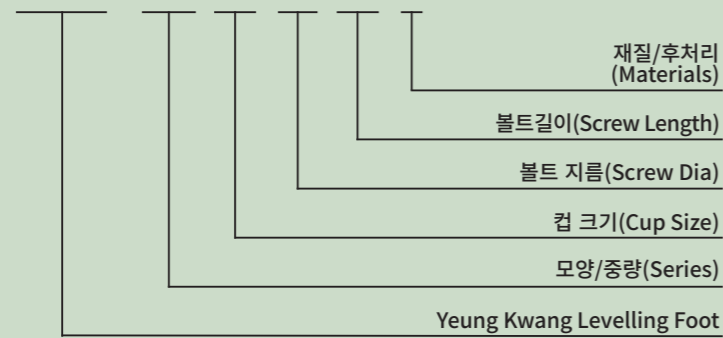 재질/후처리
(Materials)
볼트길이(Screw Length)
볼트 지름(Screw Dia)
컵 크기(Cup Size)
모양/중량(Series)
Yeung Kwang Levelling Foot